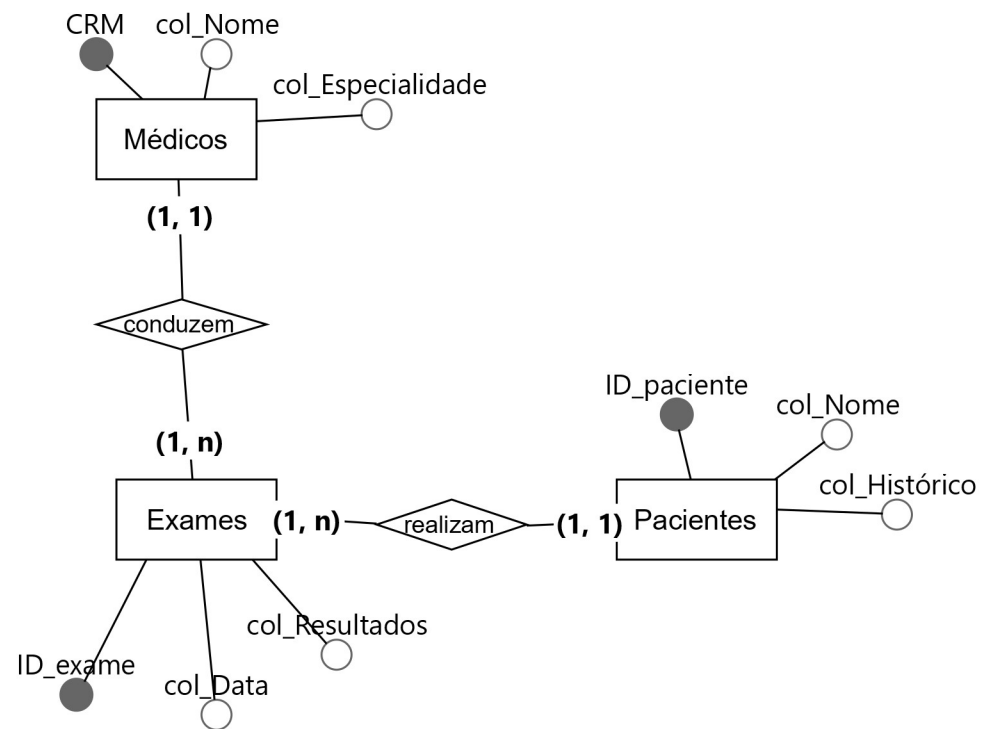 CRM
col_Nome
col_Especialidade
Médicos
(1, 1)
conduzem
(1, n)
ID_paciente
col_Nome
col_Histórico
Exames
(1, n)
realizam
(1, 1)
Pacientes
col_Resultados
ID_exame
col_Data